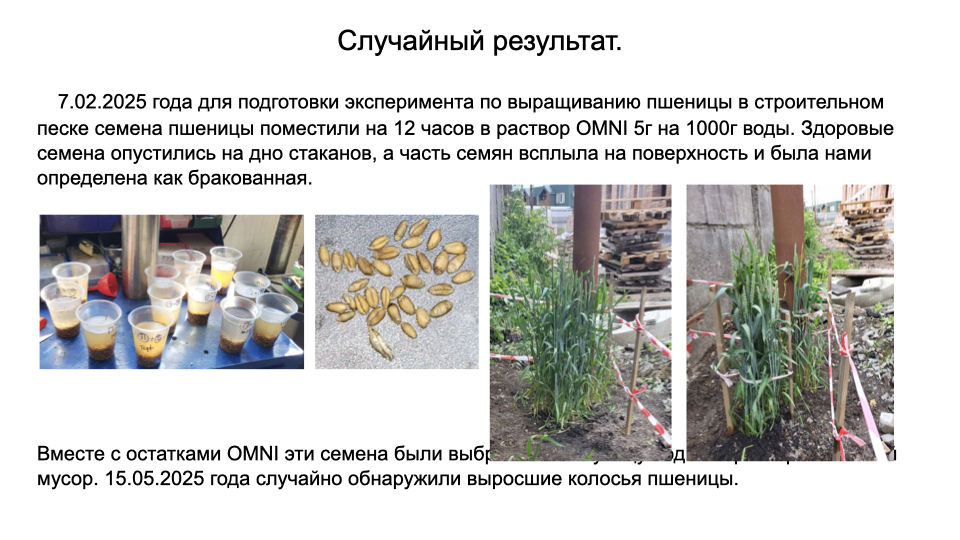 Случайный результат.
7.02.2025 года для подготовки эксперимента по выращиванию пшеницы в строительном
песке семена пшеницы поместили на 12 часов в раствор OMNI 5г на 1000г воды. Здоровые
семена опустились на дно стаканов, а часть семян всплыла на поверхность и была нами
определена как бракованная.
Вместе с остатками OMNI эти семена были
мусор. 15.05.2025 года случайно обнаружили выросшие колосья пшеницы.